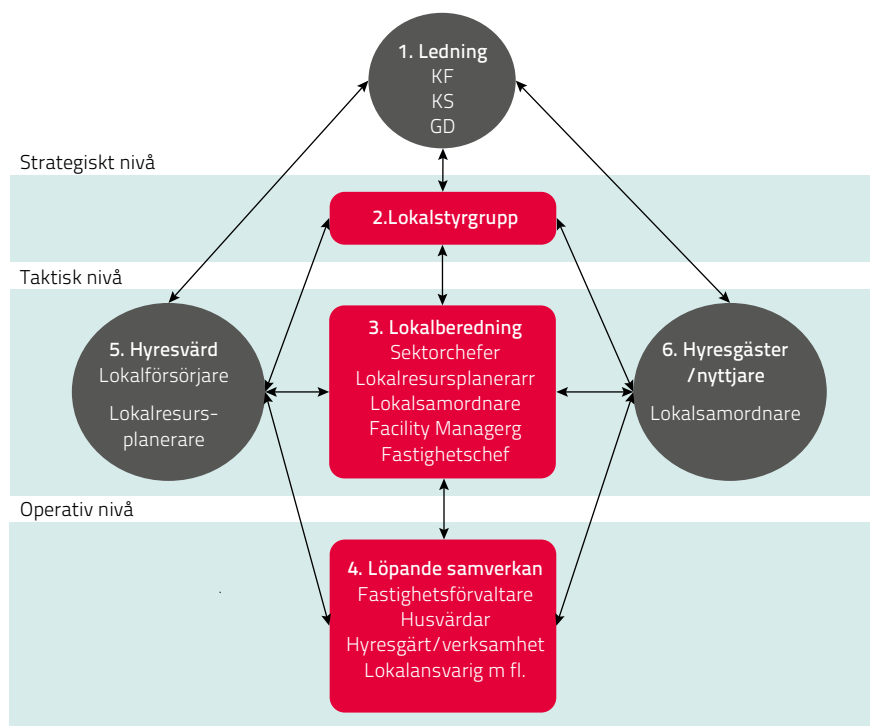 1. Ledning
KF
KS
GD
Strategiskt nivå
2.Lokalstyrgrupp
Taktisk nivå
5. Hyresvärd
Lokalförsörjare
Lokalresurs-
planerare
3. Lokalberedning
Sektorchefer
Lokalresursplanerarr
Lokalsamordnare
Facility Managerg
Fastighetschef
6. Hyresgäster
/nyttjare
Lokalsamordnare
Operativ nivå
4. Löpande samverkan
Fastighetsförvaltare
Husvärdar
Hyresgärt/verksamhet
Lokalansvarig m fl.